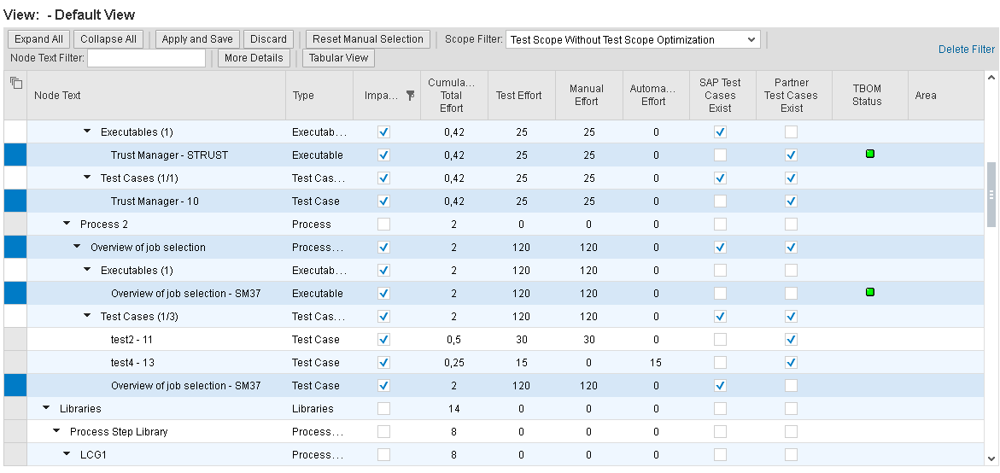 View: - Default View
Expand All Collapse All Apply and Save Discard Reset Manual Selection Scope Filter: Test Scope Without Test Scope Optimization
Node Text Filter: More Details Tabular View Delete Filter
Node Text Type Impa... Cumula... Total Effort Test Effort Manual Effort Automa... Effort SAP Test Cases Exist Partner Test Cases Exist TBOM Status Area
Executables (1) Executab... 0,42 25 25 0
Trust Manager - STRUST Executable 0,42 25 25 0
Test Cases (1/1) Test Cas... 0,42 25 25 0
Trust Manager - 10 Test Case 0,42 25 25 0
Process 2 Process 2 0 0 0
Overview of job selection Process... 2 120 120 0
Executables (1) Executab... 2 120 120 0
Overview of job selection - SM37 Executable 2 120 120 0
Test Cases (1/3) Test Cas... 2 120 120 0
test2 - 11 Test Case 0,5 30 30 0
test4 - 13 Test Case 0,25 15 0 15
Overview of job selection - SM37 Test Case 2 120 120 0
Libraries Libraries 14 0 0 0
Process Step Library Process... 8 0 0 0
LCG1 Process... 8 0 0 0